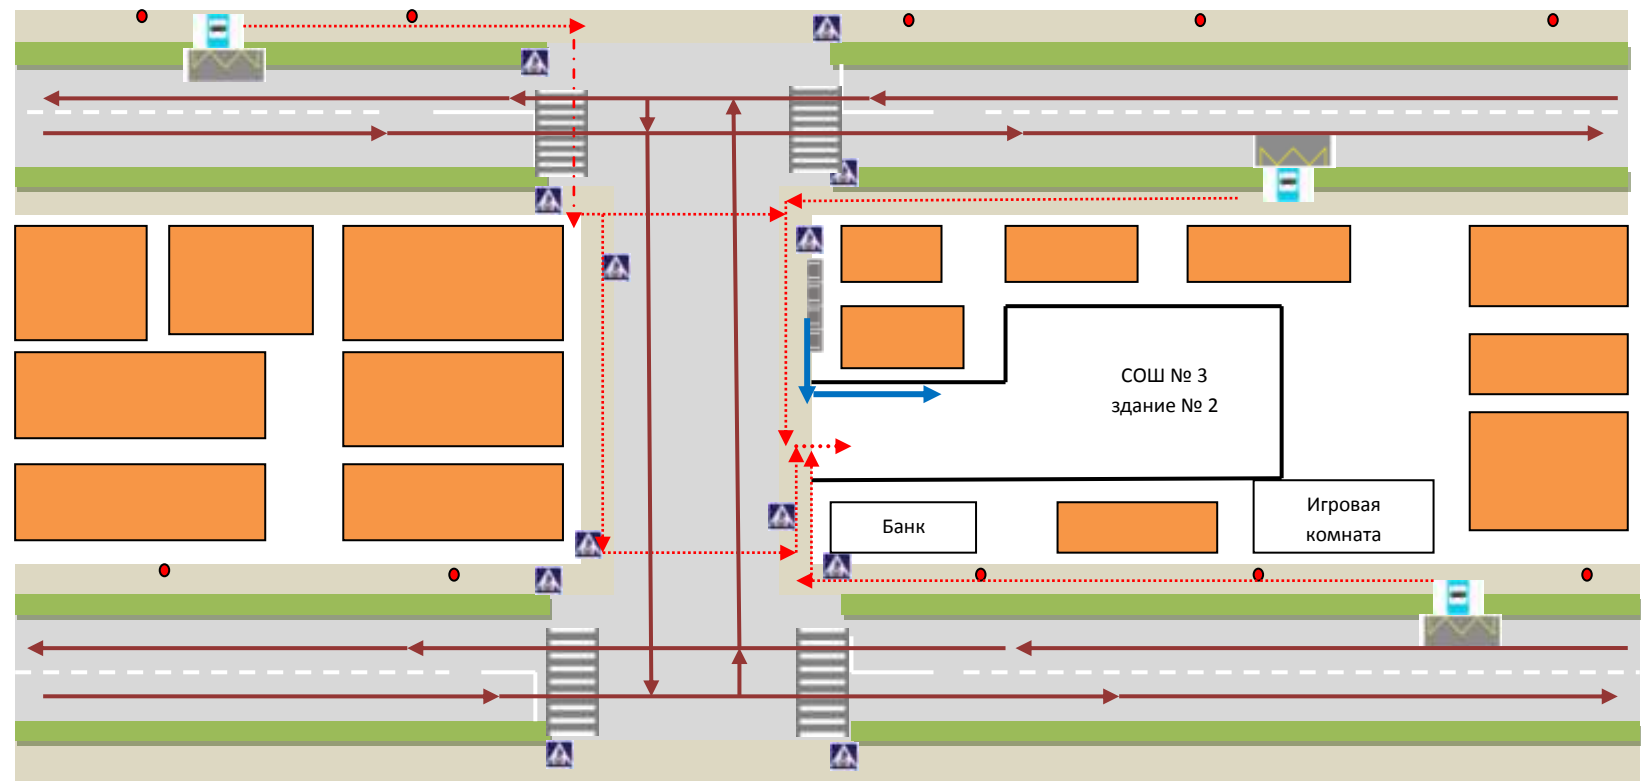 СОШ № 3
здание № 2
Игровая
комната
Банк